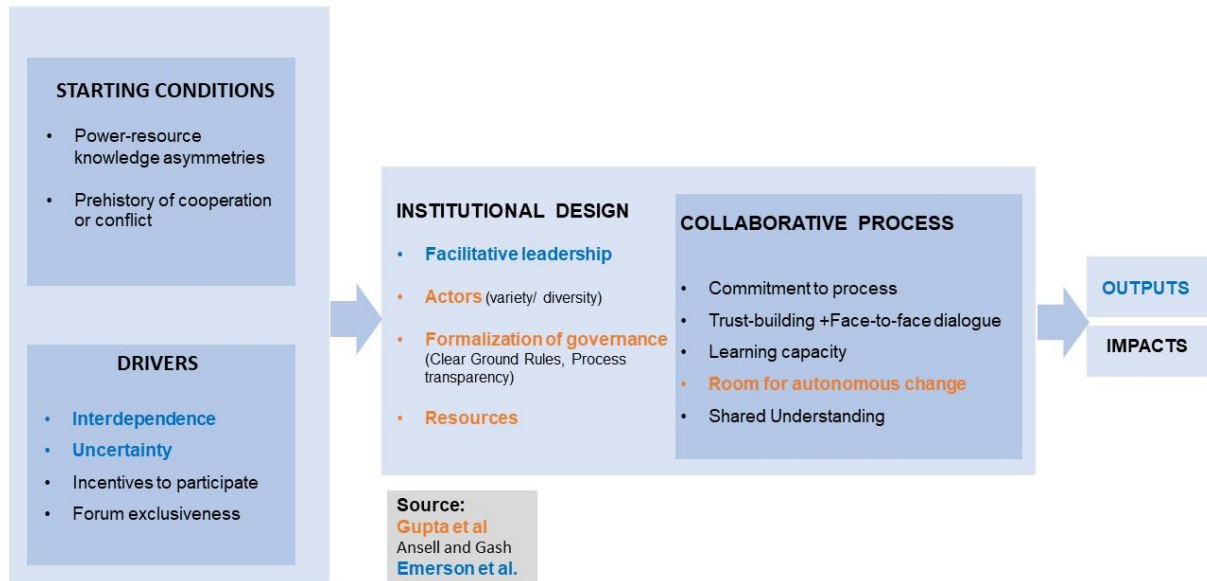 STARTING CONDITIONS
• Power-resource
knowledge asymmetries
• Prehistory of cooperation
or conflict
DRIVERS
• Interdependence
• Uncertainty
• Incentives to participate
• Forum exclusiveness
INSTITUTIONAL DESIGN
• Facilitative leadership
• Actors (variety/ diversity)
• Formalization of governance
(Clear Ground Rules, Process
transparency)
• Resources
COLLABORATIVE PROCESS
• Commitment to process
• Trust-building +Face-to-face dialogue
• Learning capacity
• Room for autonomous change
• Shared Understanding
OUTPUTS
IMPACTS
Source:
Gupta et al
Ansell and Gash
Emerson et al.